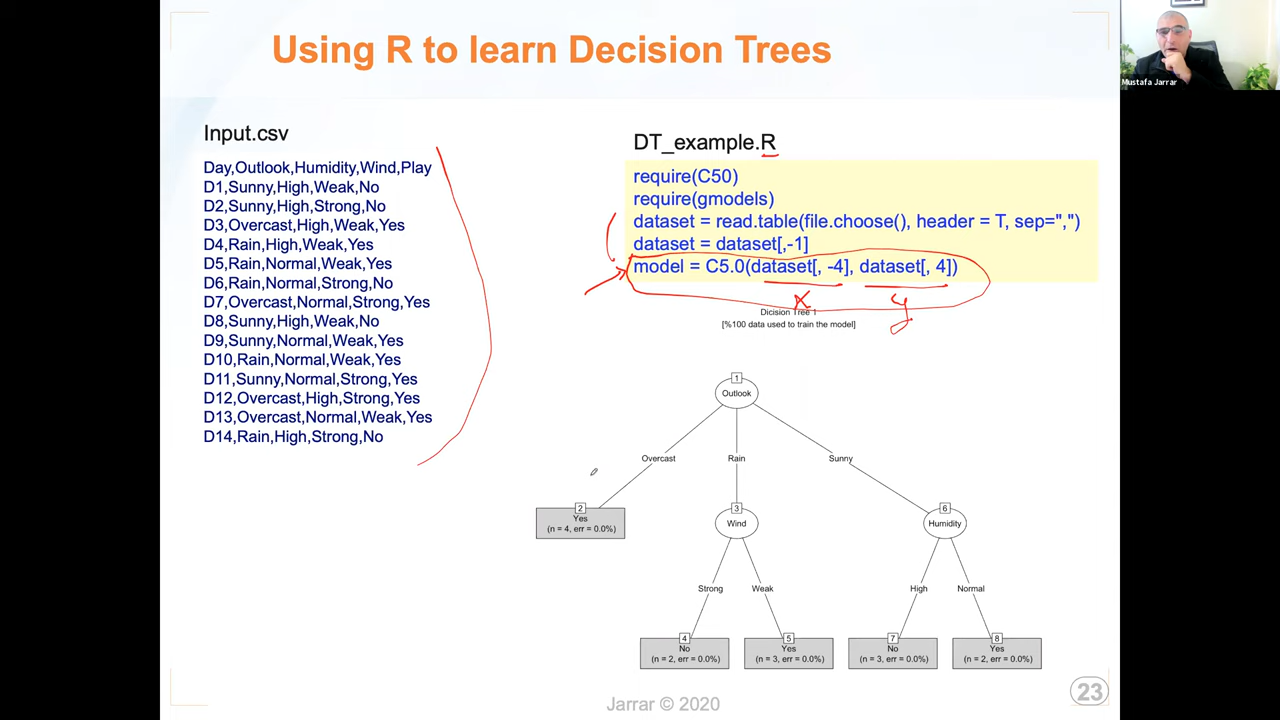 Using R to learn Decision Trees
Mustafa Jarrar
Input.csv
Day,Outlook,Humidity,Wind,Play
D1,Sunny,High,Weak,No
D2,Sunny,High,Strong,No
D3,Overcast,High,Weak,Yes
D4,Rain,High,Weak,Yes
D5,Rain,Normal,Weak,Yes
D6,Rain,Normal,Strong,No
D7,Overcast,Normal,Strong,Yes
D8,Sunny,High,Weak,No
D9,Sunny,Normal,Weak,Yes
D10,Rain,Normal,Weak,Yes
D11,Sunny,Normal,Strong,Yes
D12,Overcast,High,Strong,Yes
D13,Overcast,Normal,Weak,Yes
D14,Rain,High,Strong,No
DT_example.R
require(C50)
require(gmodels)
dataset = read.table(file.choose(), header = T, sep=",")
dataset = dataset[,-1]
model = C5.0(dataset[, -4], dataset[, 4])
x y
Dicision Tree 1
[%100 data used to train the model]
1
Outlook
Overcast Rain Sunny
2
Yes
(n = 4, err = 0.0%)
3
Wind
6
Humidity
Strong Weak High Normal
4
No
(n = 2, err = 0.0%)
5
Yes
(n = 3, err = 0.0%)
7
No
(n = 3, err = 0.0%)
8
Yes
(n = 2, err = 0.0%)
Jarrar © 2020
23